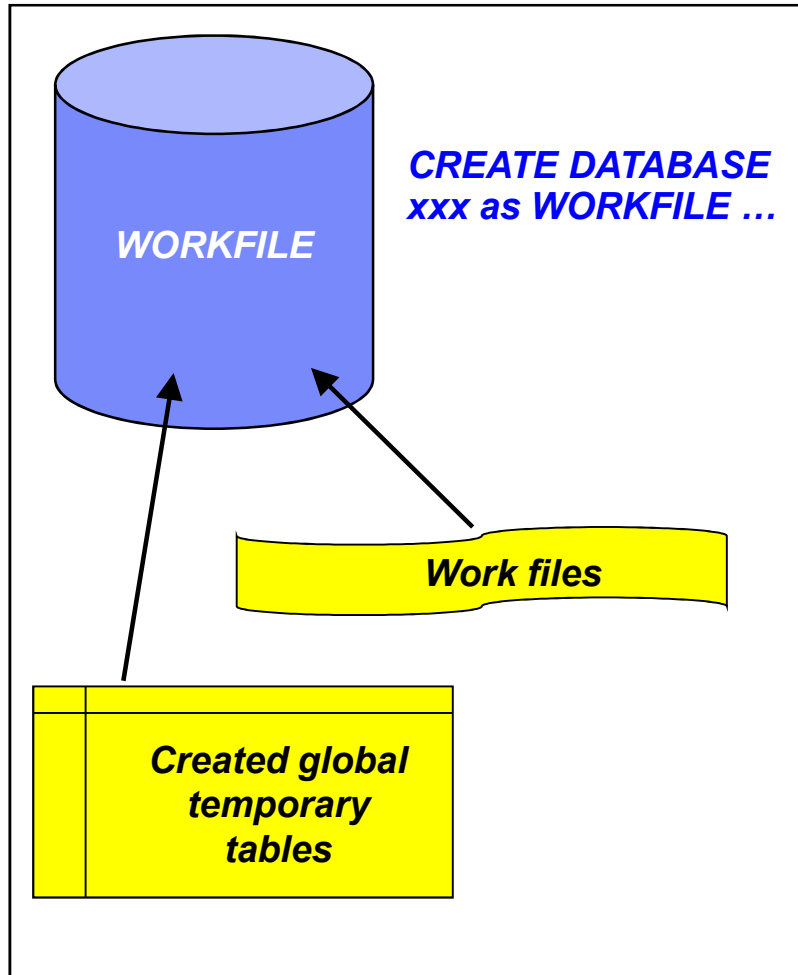 CREATE DATABASE
xxx as WORKFILE …
WORKFILE
Work files
Created global
temporary
tables